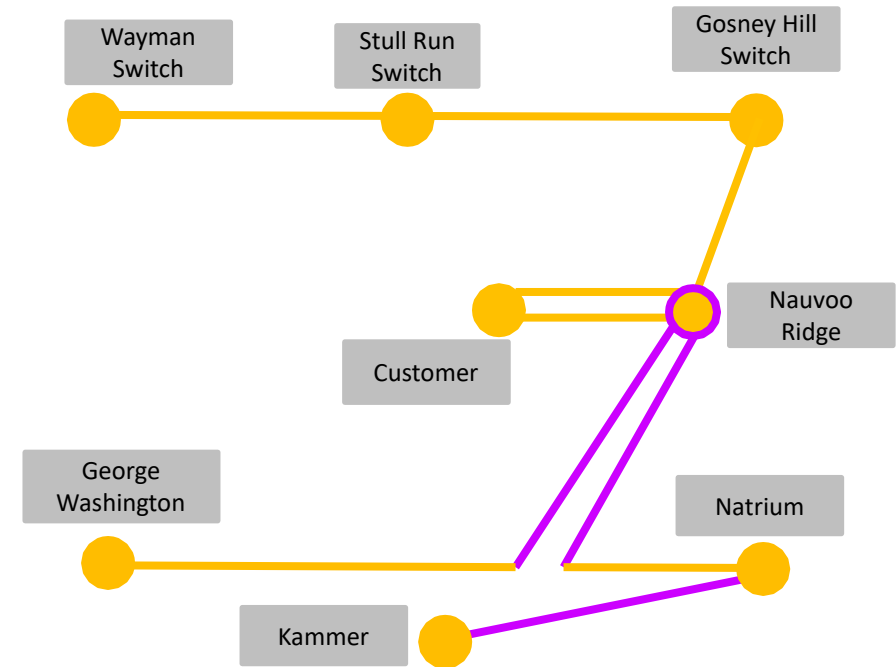 Wayman
Switch
Stull Run
Switch
Gosney Hill
Switch
Nauvoo
Ridge
Customer
George
Washington
Natrium
Kammer